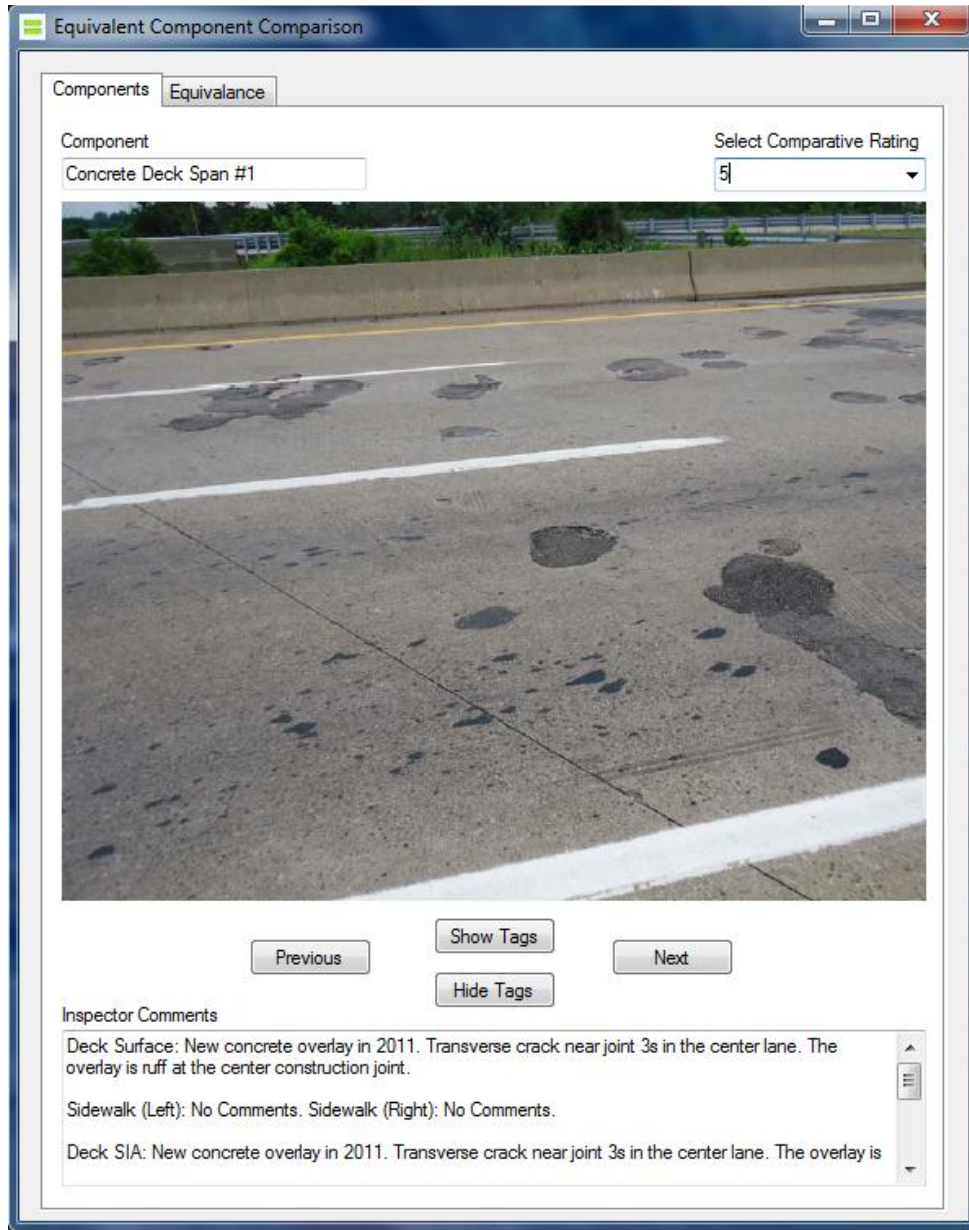 Equivalent Component Comparison
Components
Equivalance
Component
Select Comparative Rating
Concrete Deck Span #1
5
Show Tags
Previous
Next
Hide Tags
Inspector Comments
Deck Surface: New concrete overlay in 2011. Transverse crack near joint 3s in the center lane. The
overlay is ruff at the center construction joint.
Sidewalk (Left): No Comments. Sidewalk (Right): No Comments.
Deck SIA: New concrete overlay in 2011. Transverse crack near joint 3s in the center lane. The overlay is